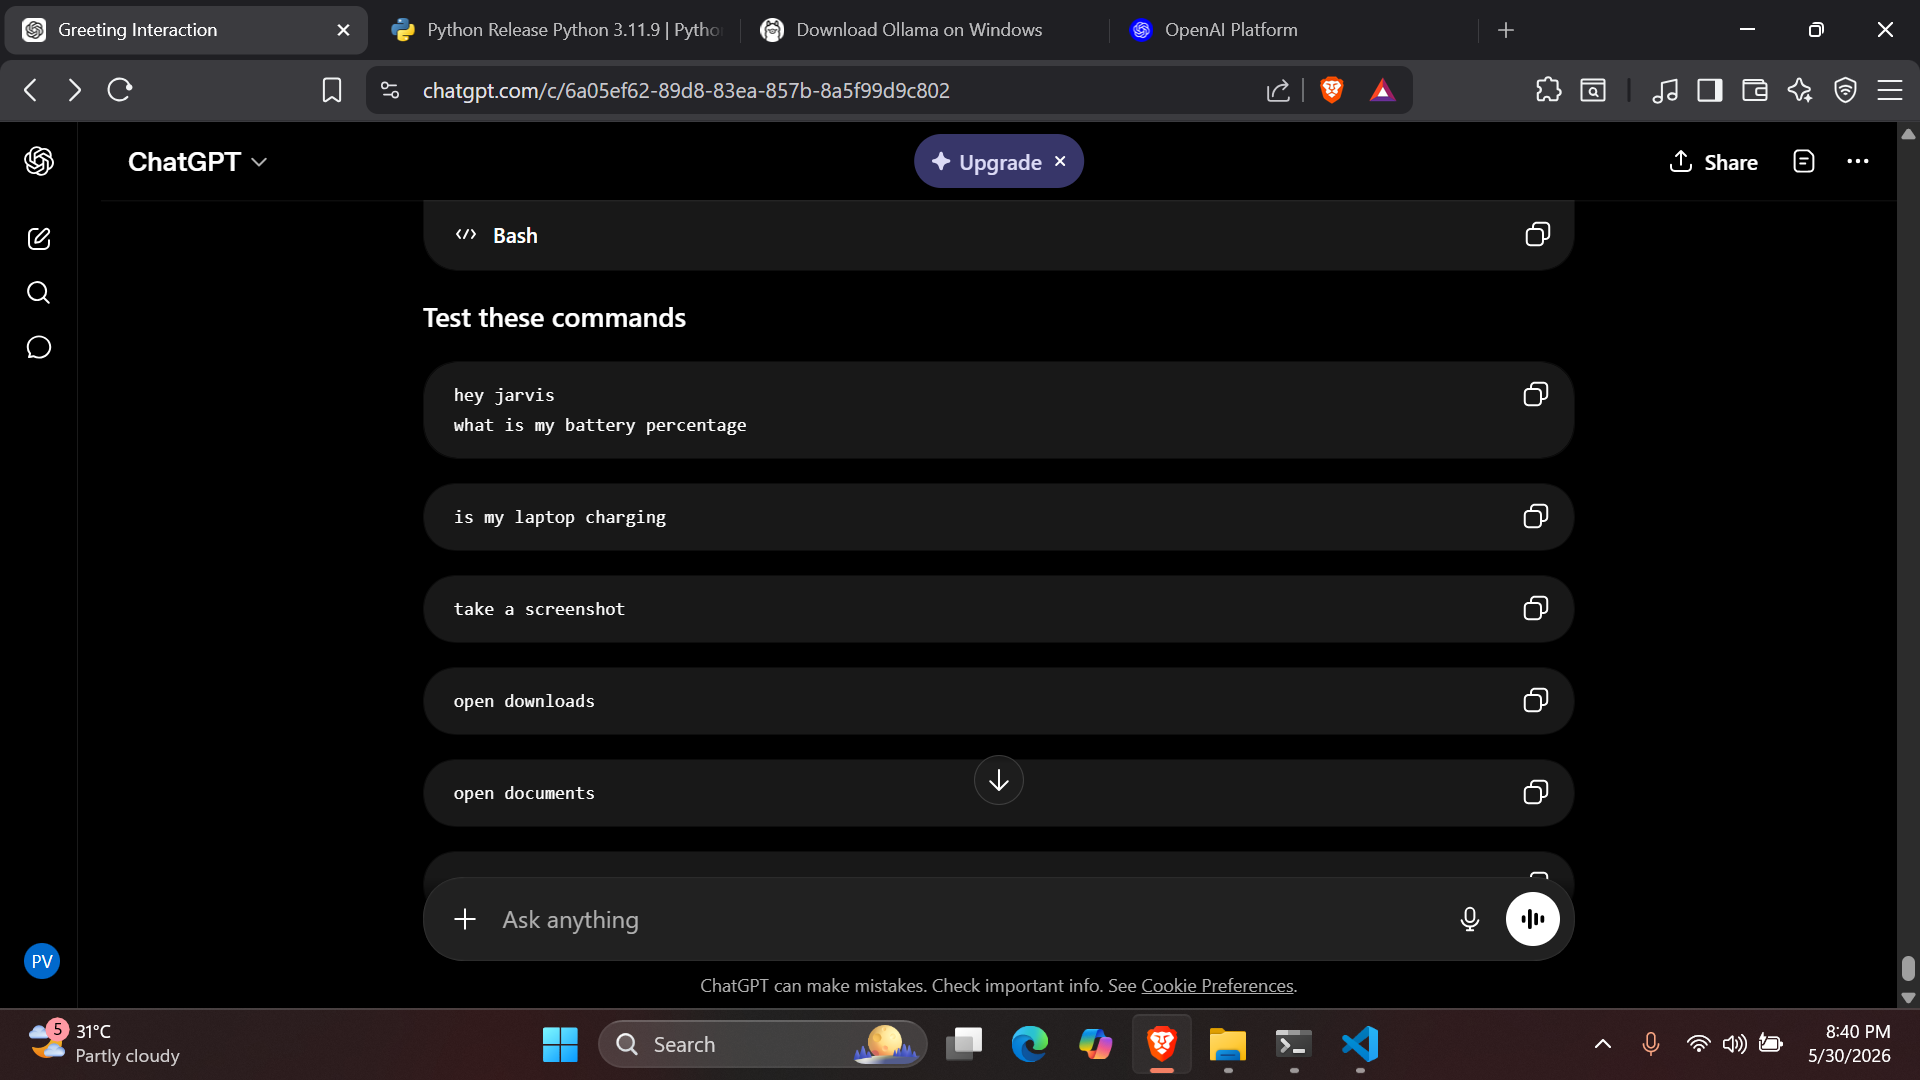 Greeting Interaction
Python Release Python 3.11.9 | Pytho
Download Ollama on Windows
OpenAI Platform
chatgpt.com/c/6a05ef62-89d8-83ea-857b-8a5f99d9c802
ChatGPT
Upgrade
Share
Bash
Test these commands
hey jarvis
what is my battery percentage
is my laptop charging
take a screenshot
open downloads
open documents
Ask anything
PV
ChatGPT can make mistakes. Check important info. See Cookie Preferences.
5
31°C
Partly cloudy
Search
8:40 PM
5/30/2026